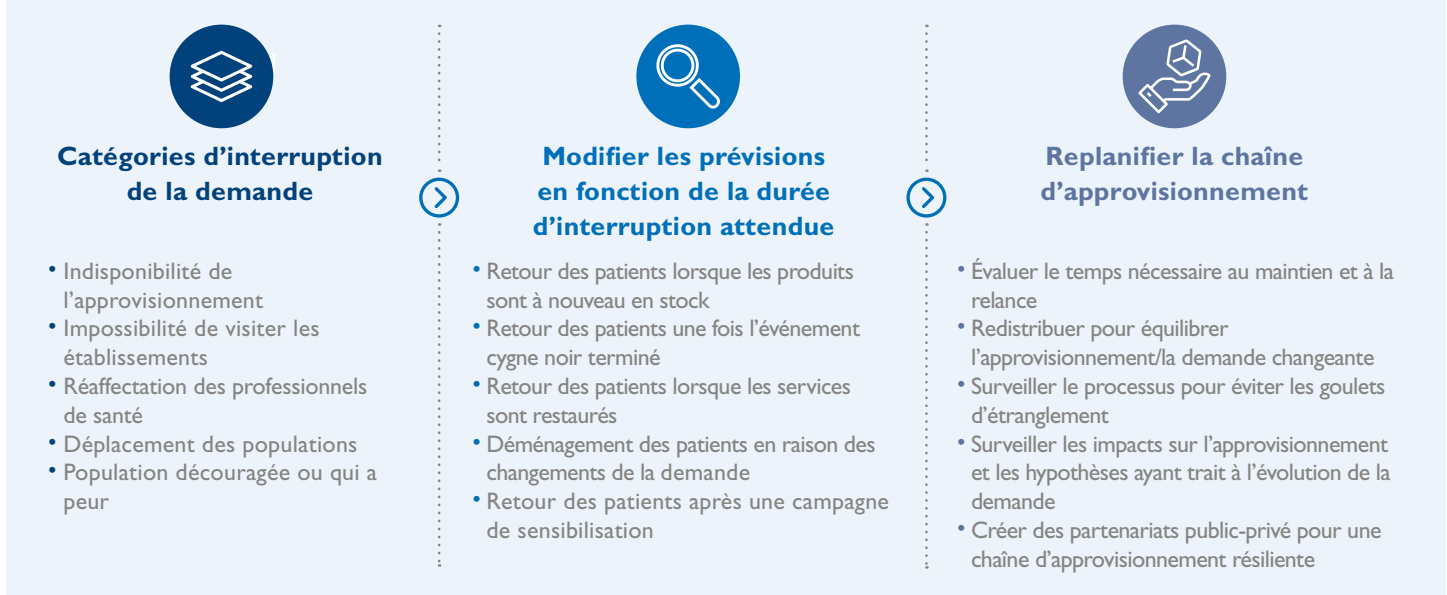 Catégories d’interruption
de la demande
• Indisponibilité de
l’approvisionnement
• Impossibilité de visiter les
établissements
• Réaffectation des professionnels
de santé
• Déplacement des populations
• Population découragée ou qui a
peur
Modifier les prévisions
en fonction de la durée
d’interruption attendue
• Retour des patients lorsque les produits
sont à nouveau en stock
• Retour des patients une fois l’événement
cygne noir terminé
• Retour des patients lorsque les services
sont restaurés
• Déménagement des patients en raison des
changements de la demande
• Retour des patients après une campagne
de sensibilisation
Replanifier la chaîne
d’approvisionnement
• Évaluer le temps nécessaire au maintien et à la
relance
• Redistribuer pour équilibrer
l’approvisionnement/la demande changeante
• Surveiller le processus pour éviter les goulets
d’étranglement
• Surveiller les impacts sur l’approvisionnement
et les hypothèses ayant trait à l’évolution de la
demande
• Créer des partenariats public-privé pour une
chaîne d’approvisionnement résiliente